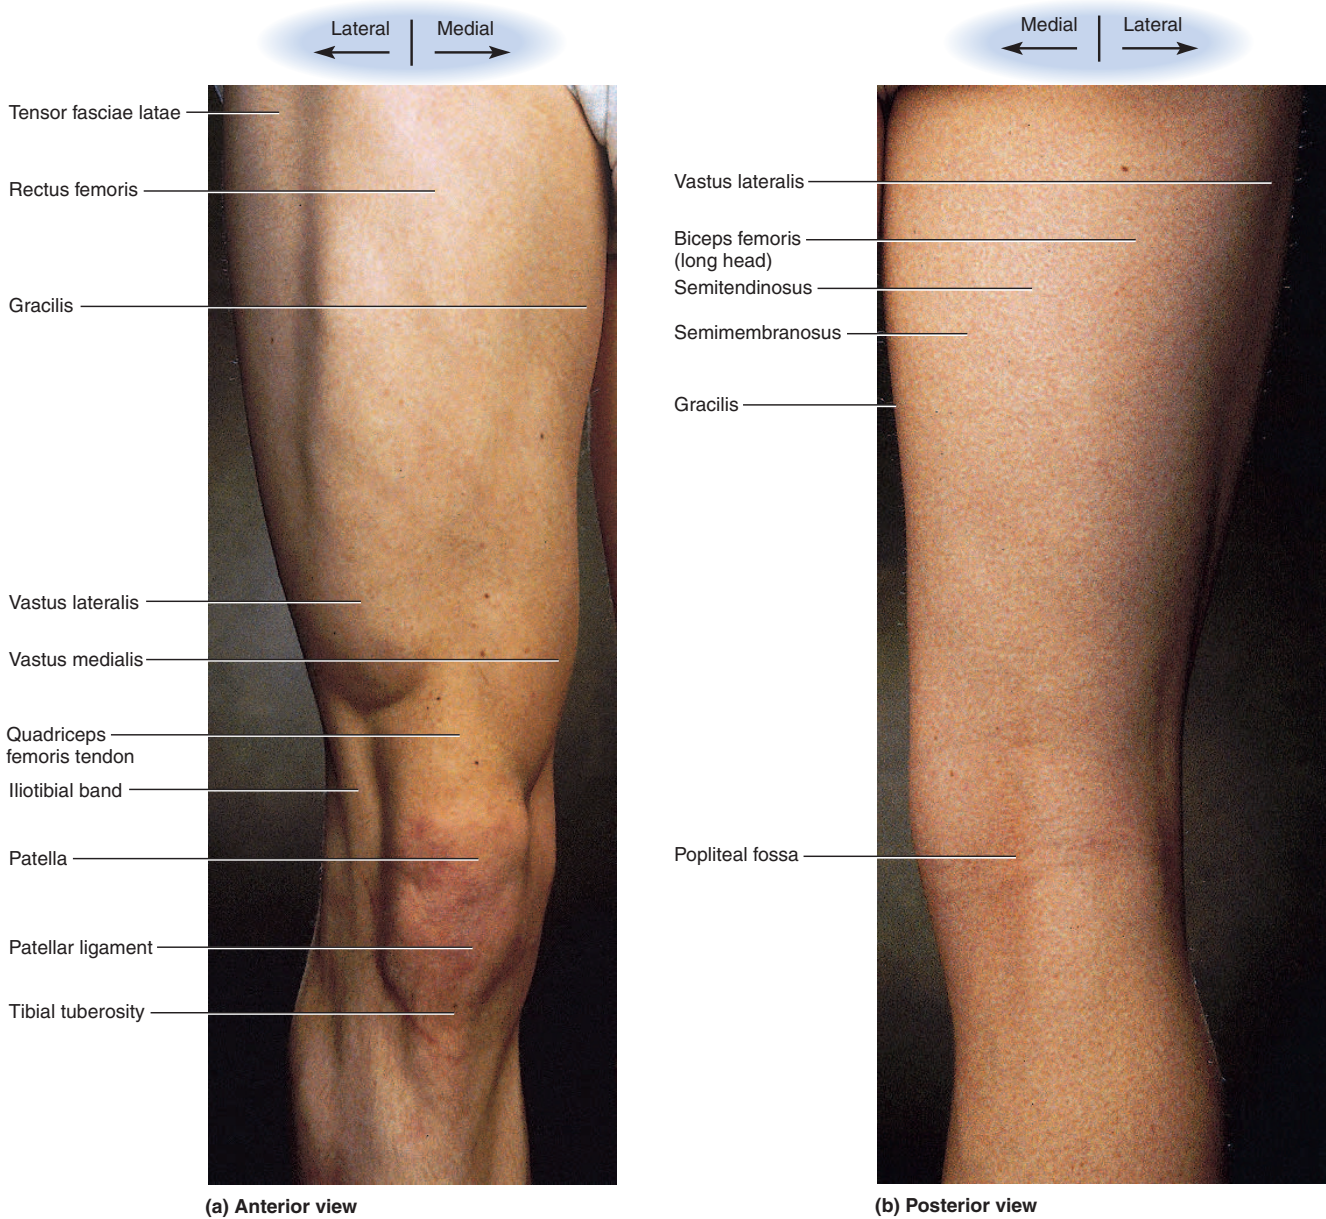 Lateral
Medial
Tensor fasciae latae
Rectus femoris
Gracilis
Vastus lateralis
Vastus medialis
Quadriceps
femoris tendon
Iliotibial band
Patella
Patellar ligament
Tibial tuberosity
(a) Anterior view
Medial
Lateral
Vastus lateralis
Biceps femoris
(long head)
Semitendinosus
Semimembranosus
Gracilis
Popliteal fossa
(b) Posterior view